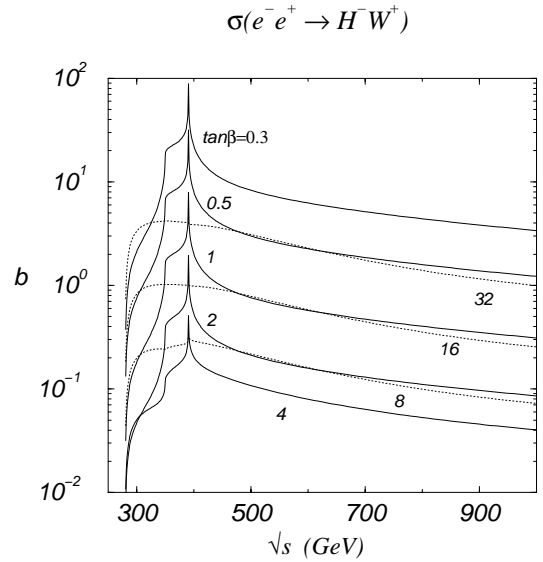 σ(e⁻e⁺ → H⁻W⁺)
10²
tanβ=0.3
10¹
0.5
b
1
10⁰
32
2
16
10⁻¹
8
4
10⁻²
300 500 700 900
√s (GeV)